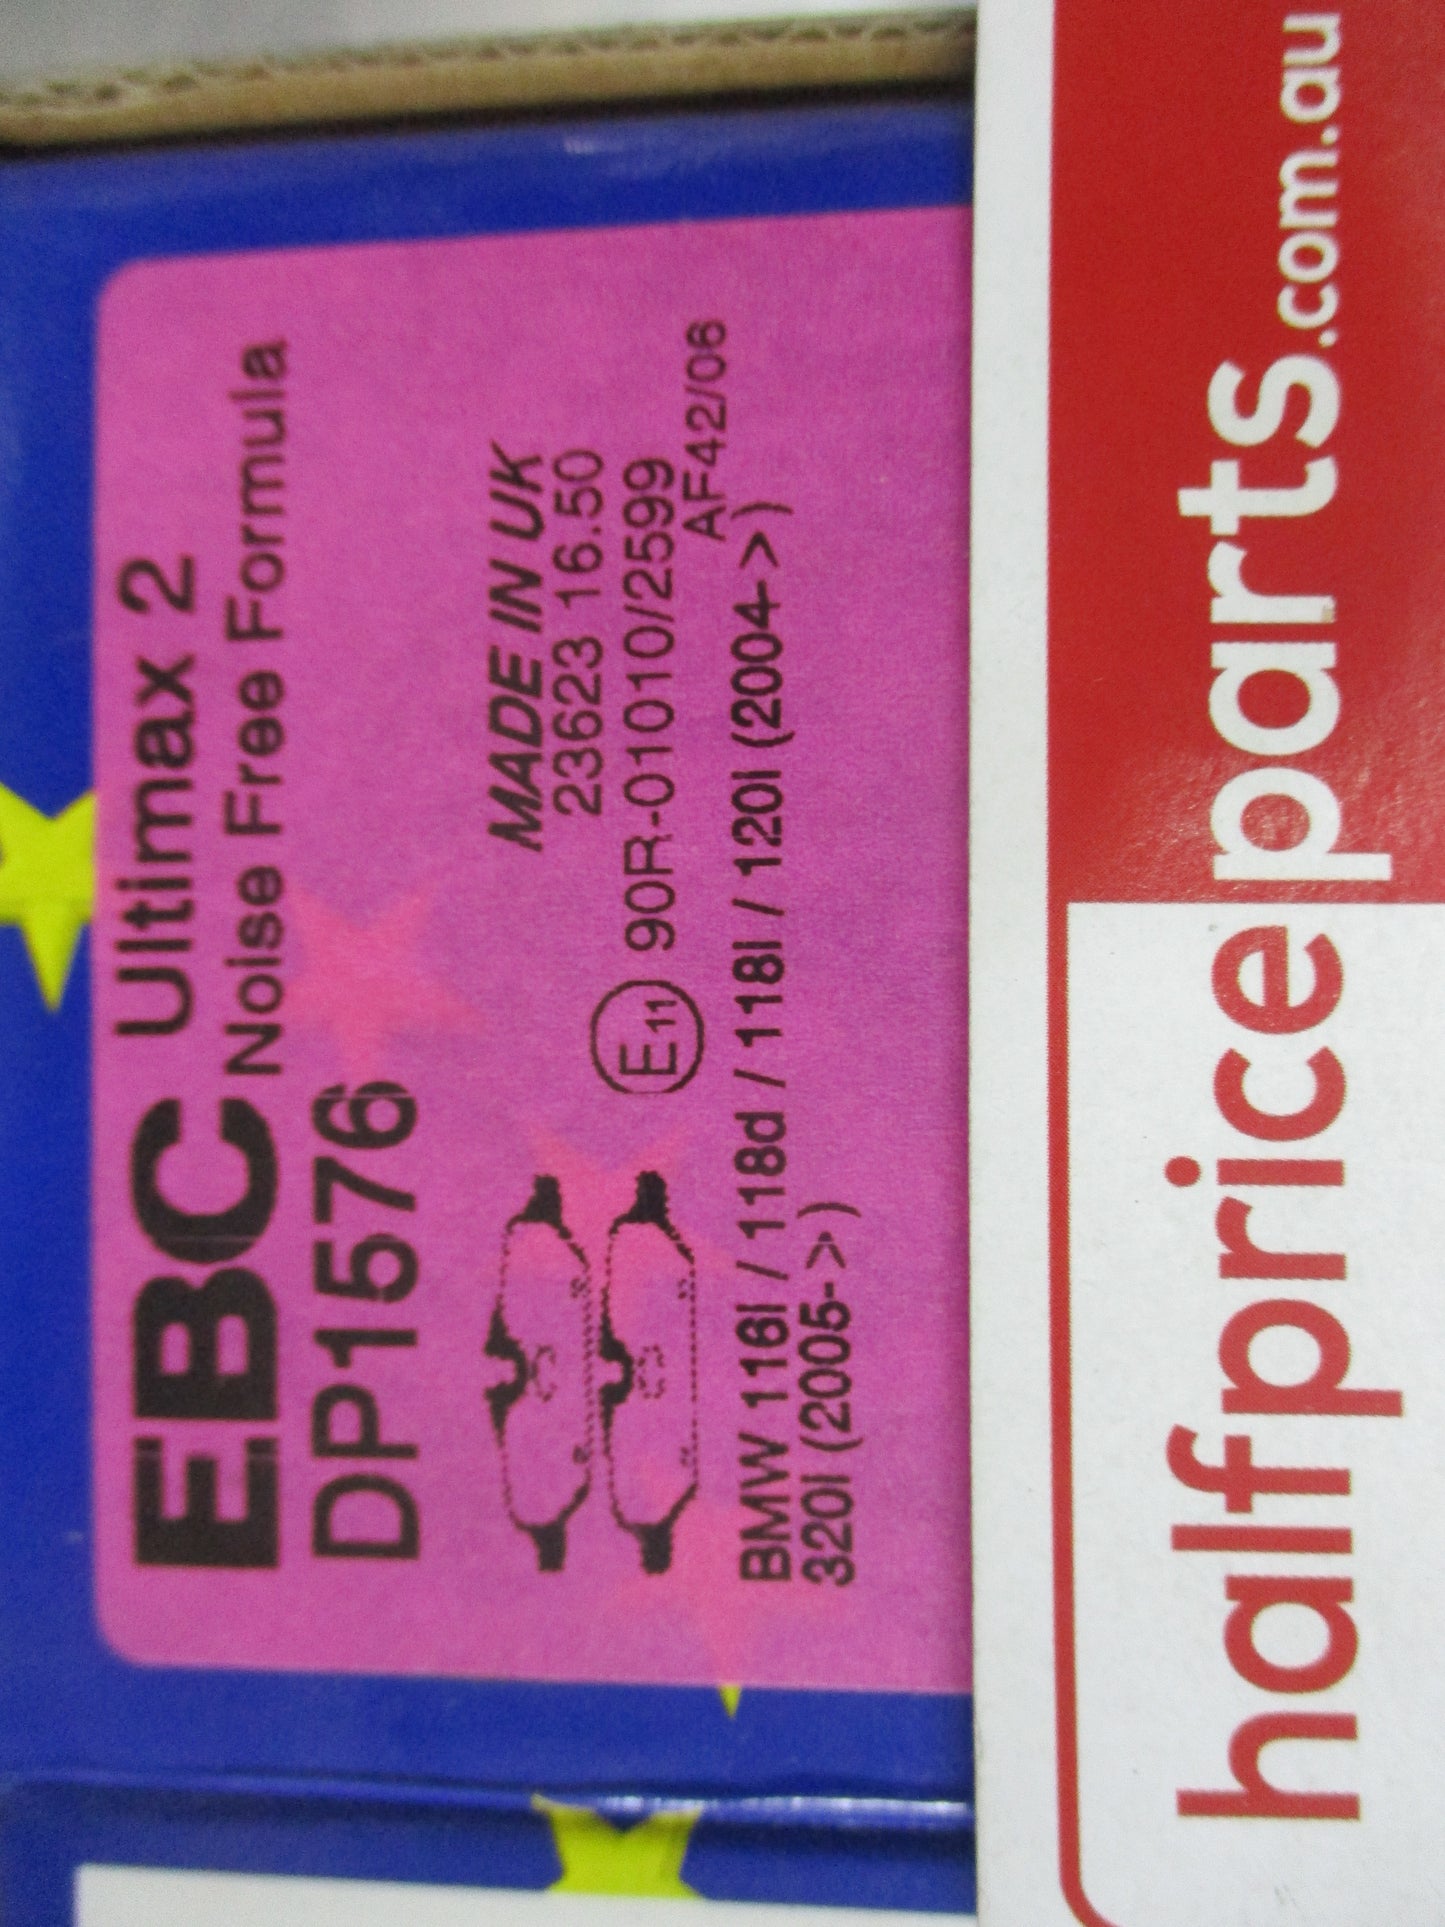 EBC Ultimax 2
Noise Free Formula
DP1576
MADE IN UK
23623 16.50
E11 90R-01010/2599
AF42/06
BMW 116I / 118d / 118I / 120I (2004->)
320I (2005->)
halfpriceparts.com.au